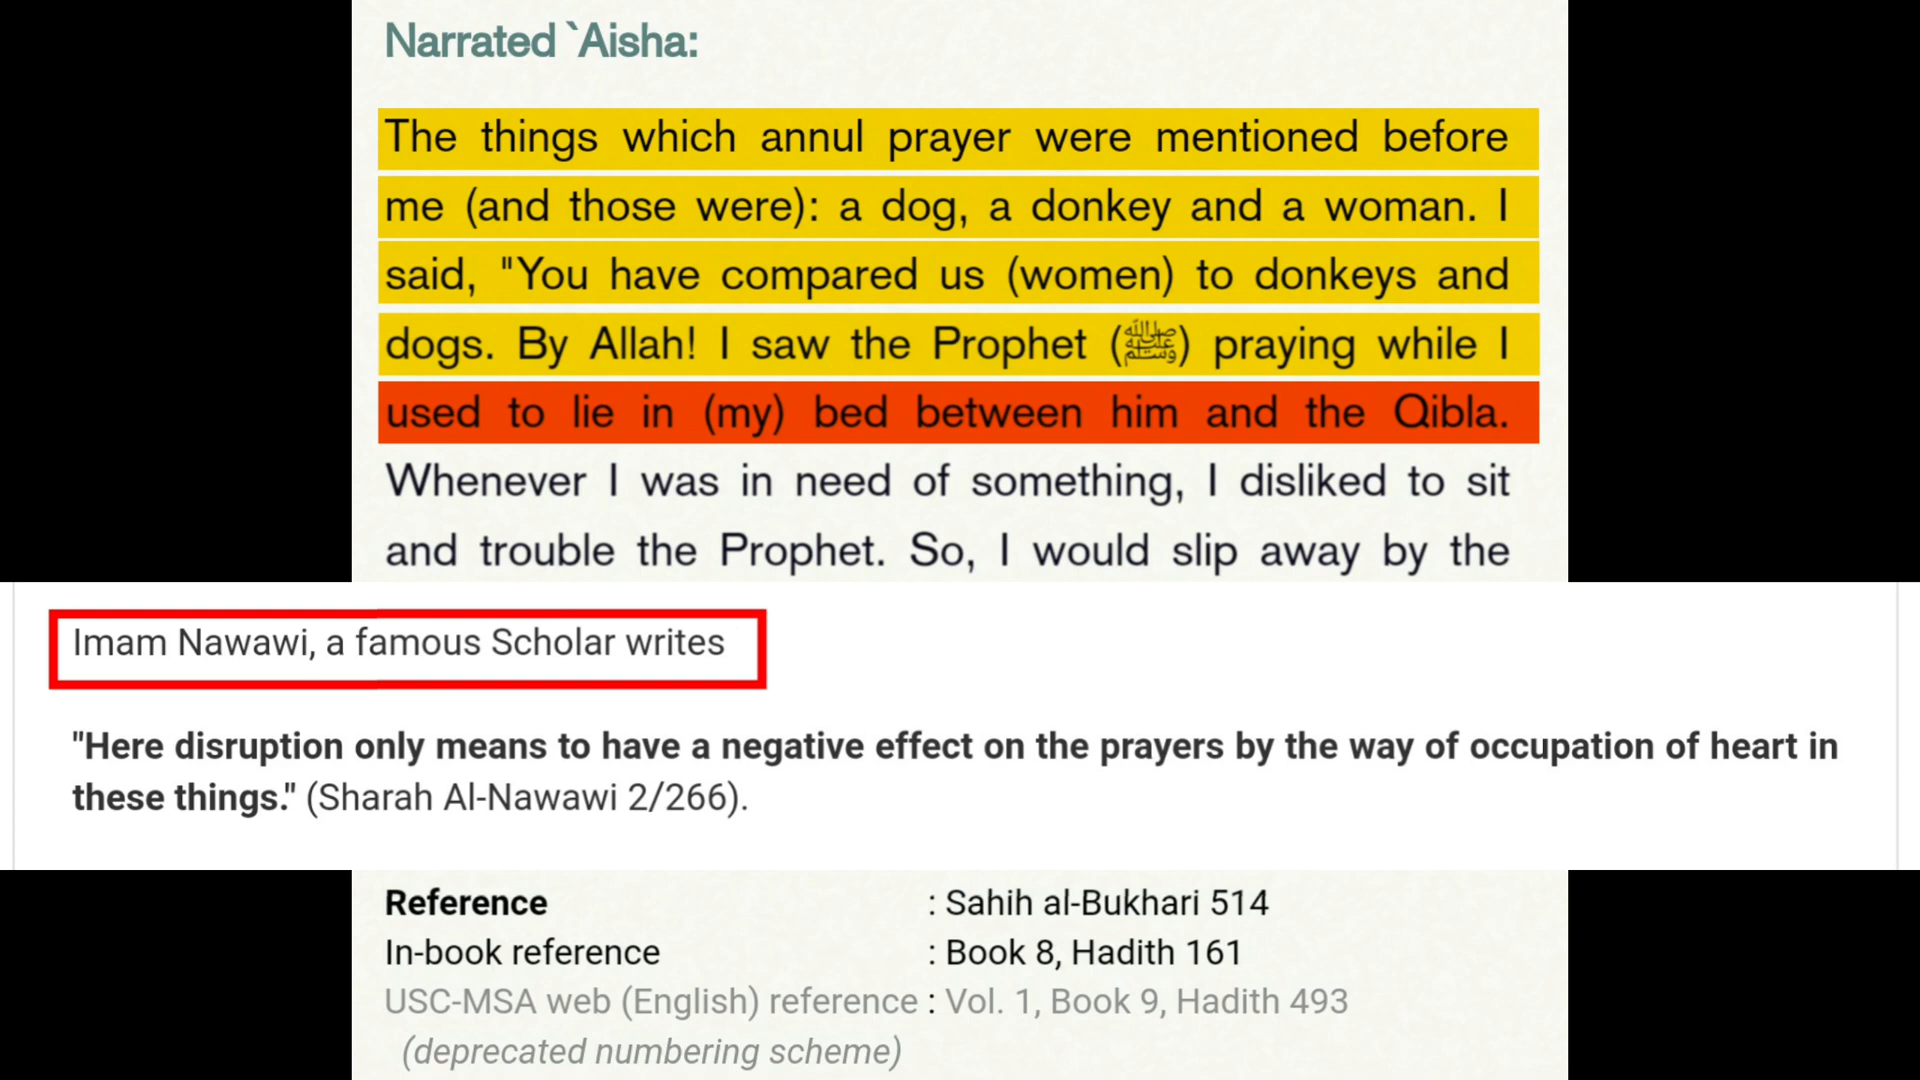 Narrated `Aisha:
The things which annul prayer were mentioned before
me (and those were): a dog, a donkey and a woman. I
said, "You have compared us (women) to donkeys and
dogs. By Allah! I saw the Prophet (ﷺ) praying while I
used to lie in (my) bed between him and the Qibla.
Whenever I was in need of something, I disliked to sit
and trouble the Prophet. So, I would slip away by the
Imam Nawawi, a famous Scholar writes
"Here disruption only means to have a negative effect on the prayers by the way of occupation of heart in
these things." (Sharah Al-Nawawi 2/266).
Reference : Sahih al-Bukhari 514
In-book reference : Book 8, Hadith 161
USC-MSA web (English) reference : Vol. 1, Book 9, Hadith 493
(deprecated numbering scheme)